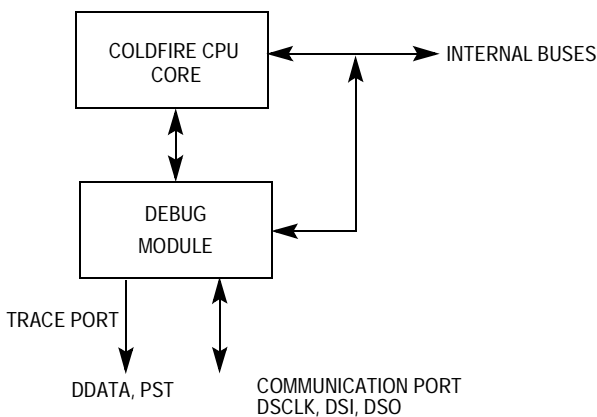 COLDFIRE CPU
CORE
INTERNAL BUSES
DEBUG
MODULE
TRACE PORT
DDATA, PST
COMMUNICATION PORT
DSCLK, DSI, DSO